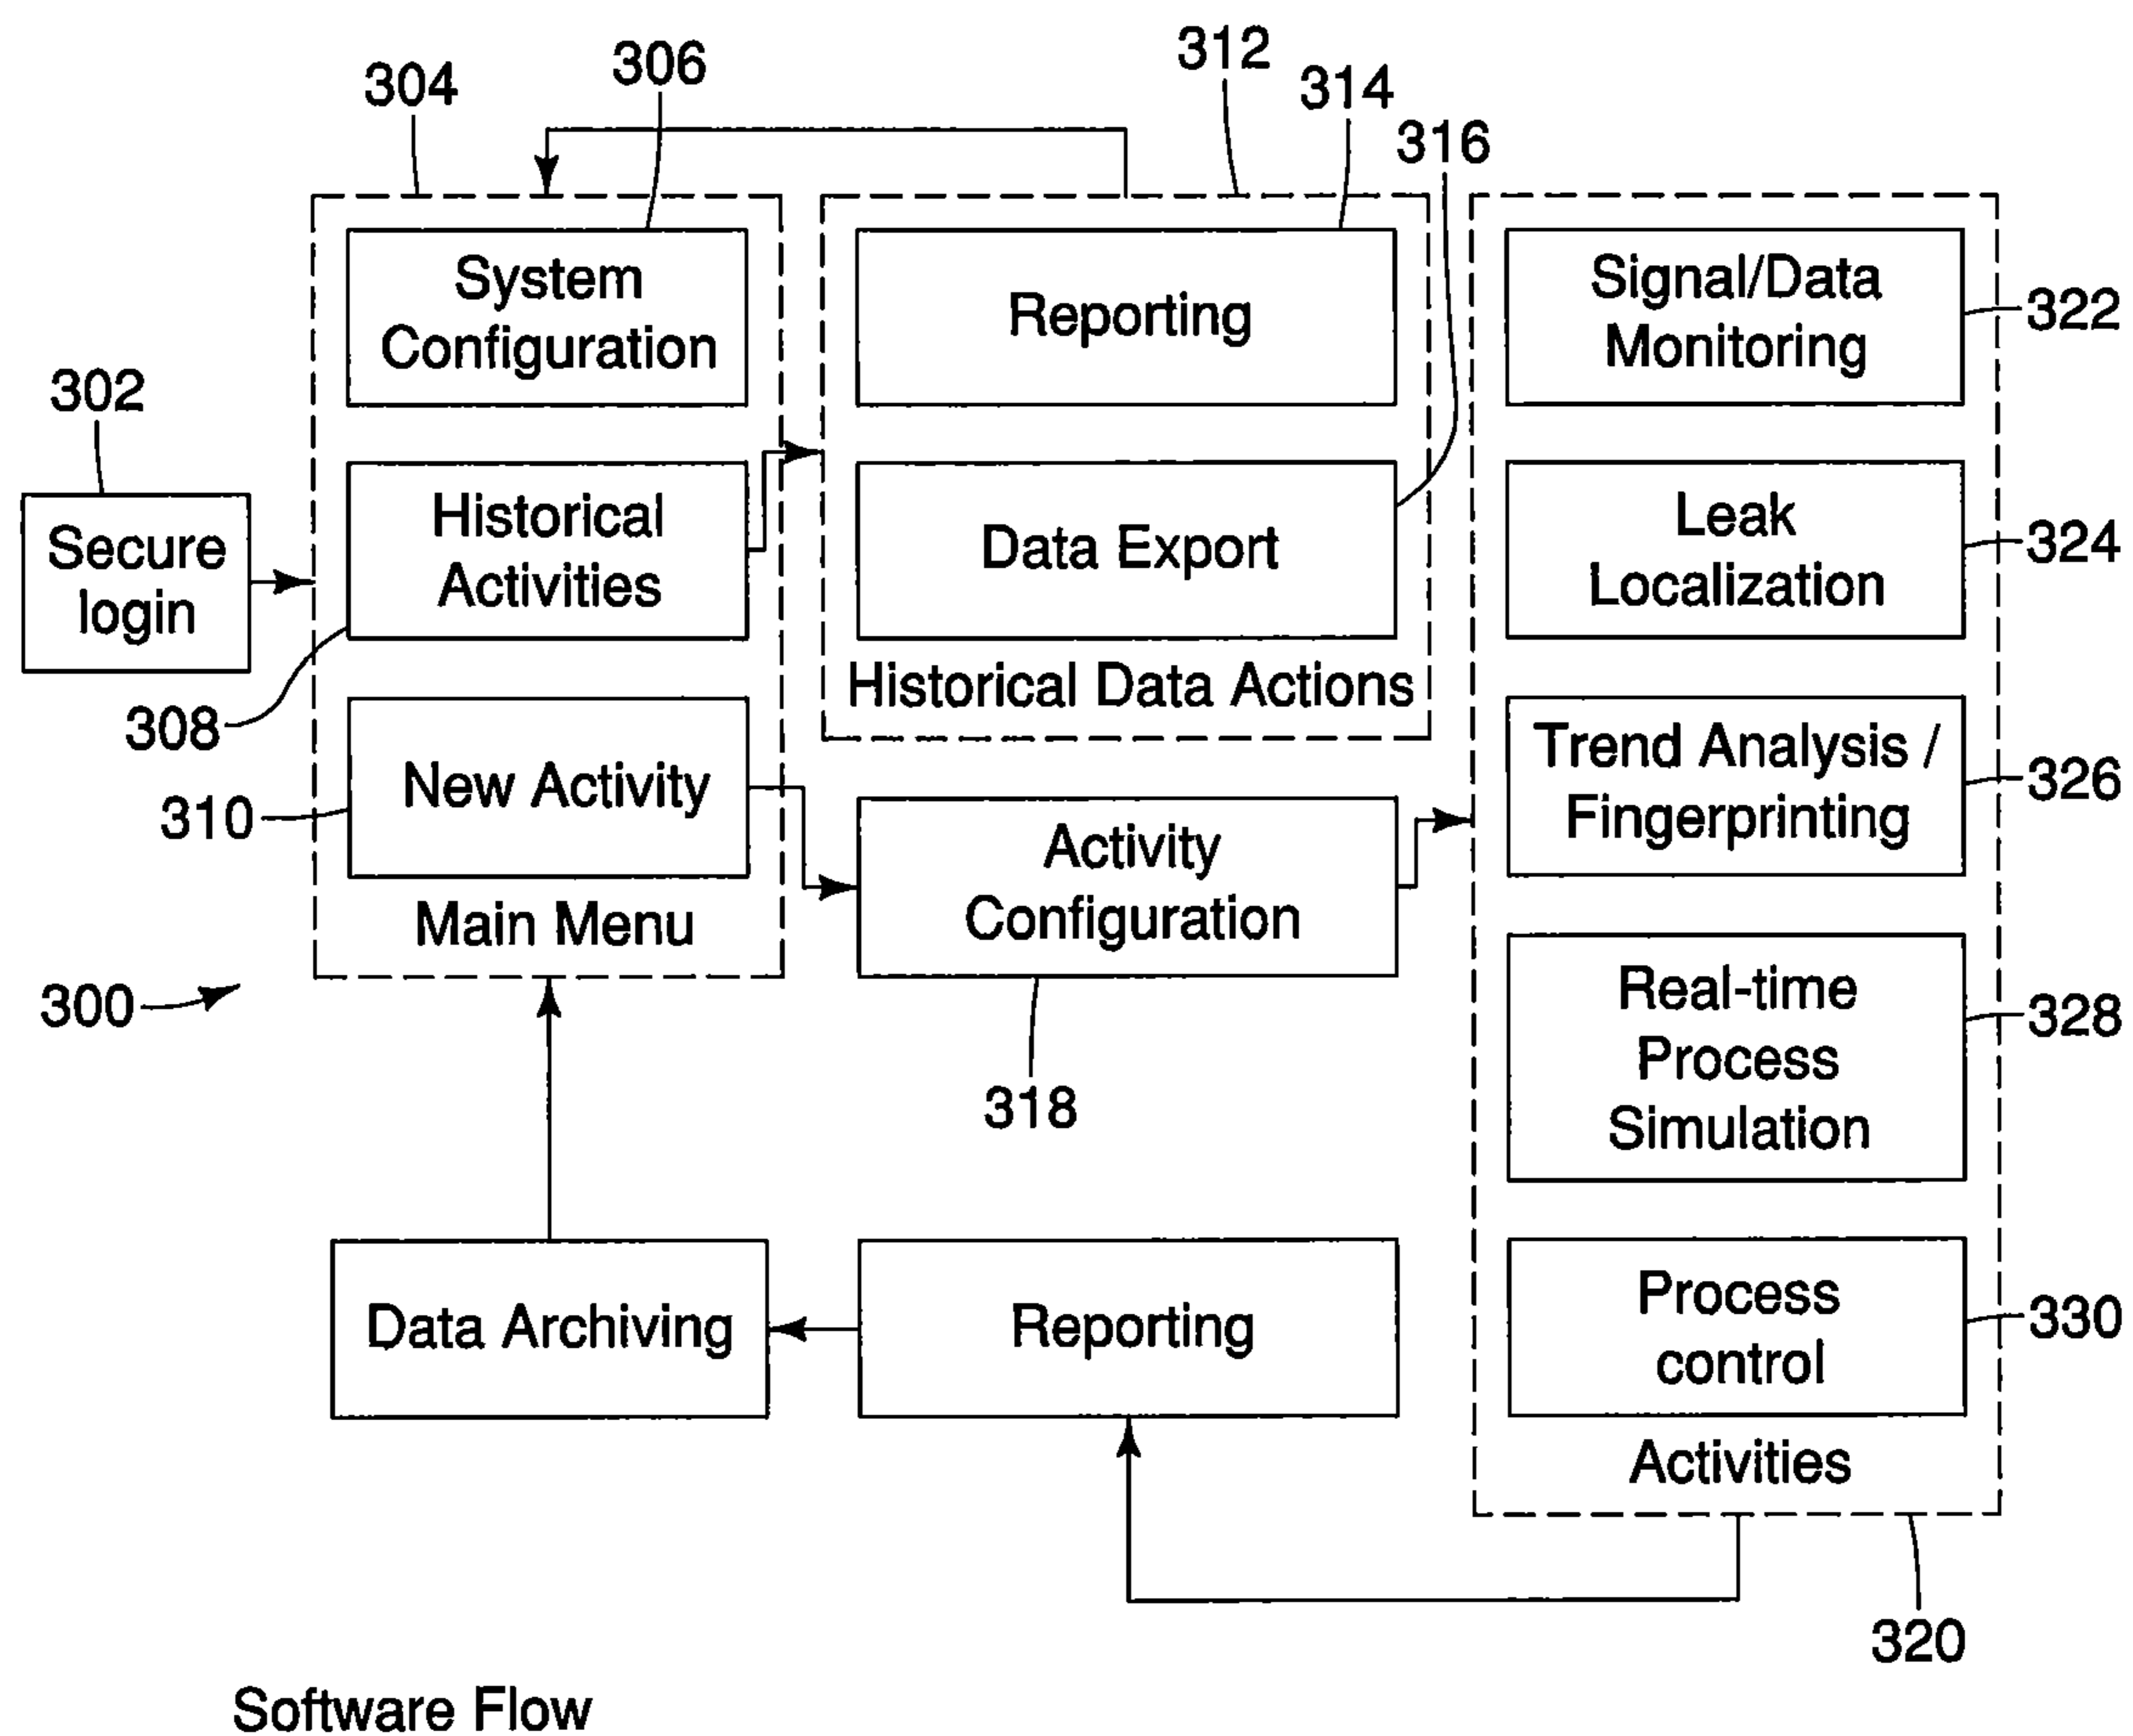 312
306
304
314
316
System
Configuration
Reporting
Signal/Data
Monitoring
322
302
Secure
login
Historical
Activities
Data Export
Leak
Localization
324
Historical Data Actions
308
New Activity
310
Main Menu
Trend Analysis /
Fingerprinting
326
Activity
Configuration
300
318
Real-time
Process
Simulation
328
Data Archiving
Reporting
Process
control
330
Activities
320
Software Flow